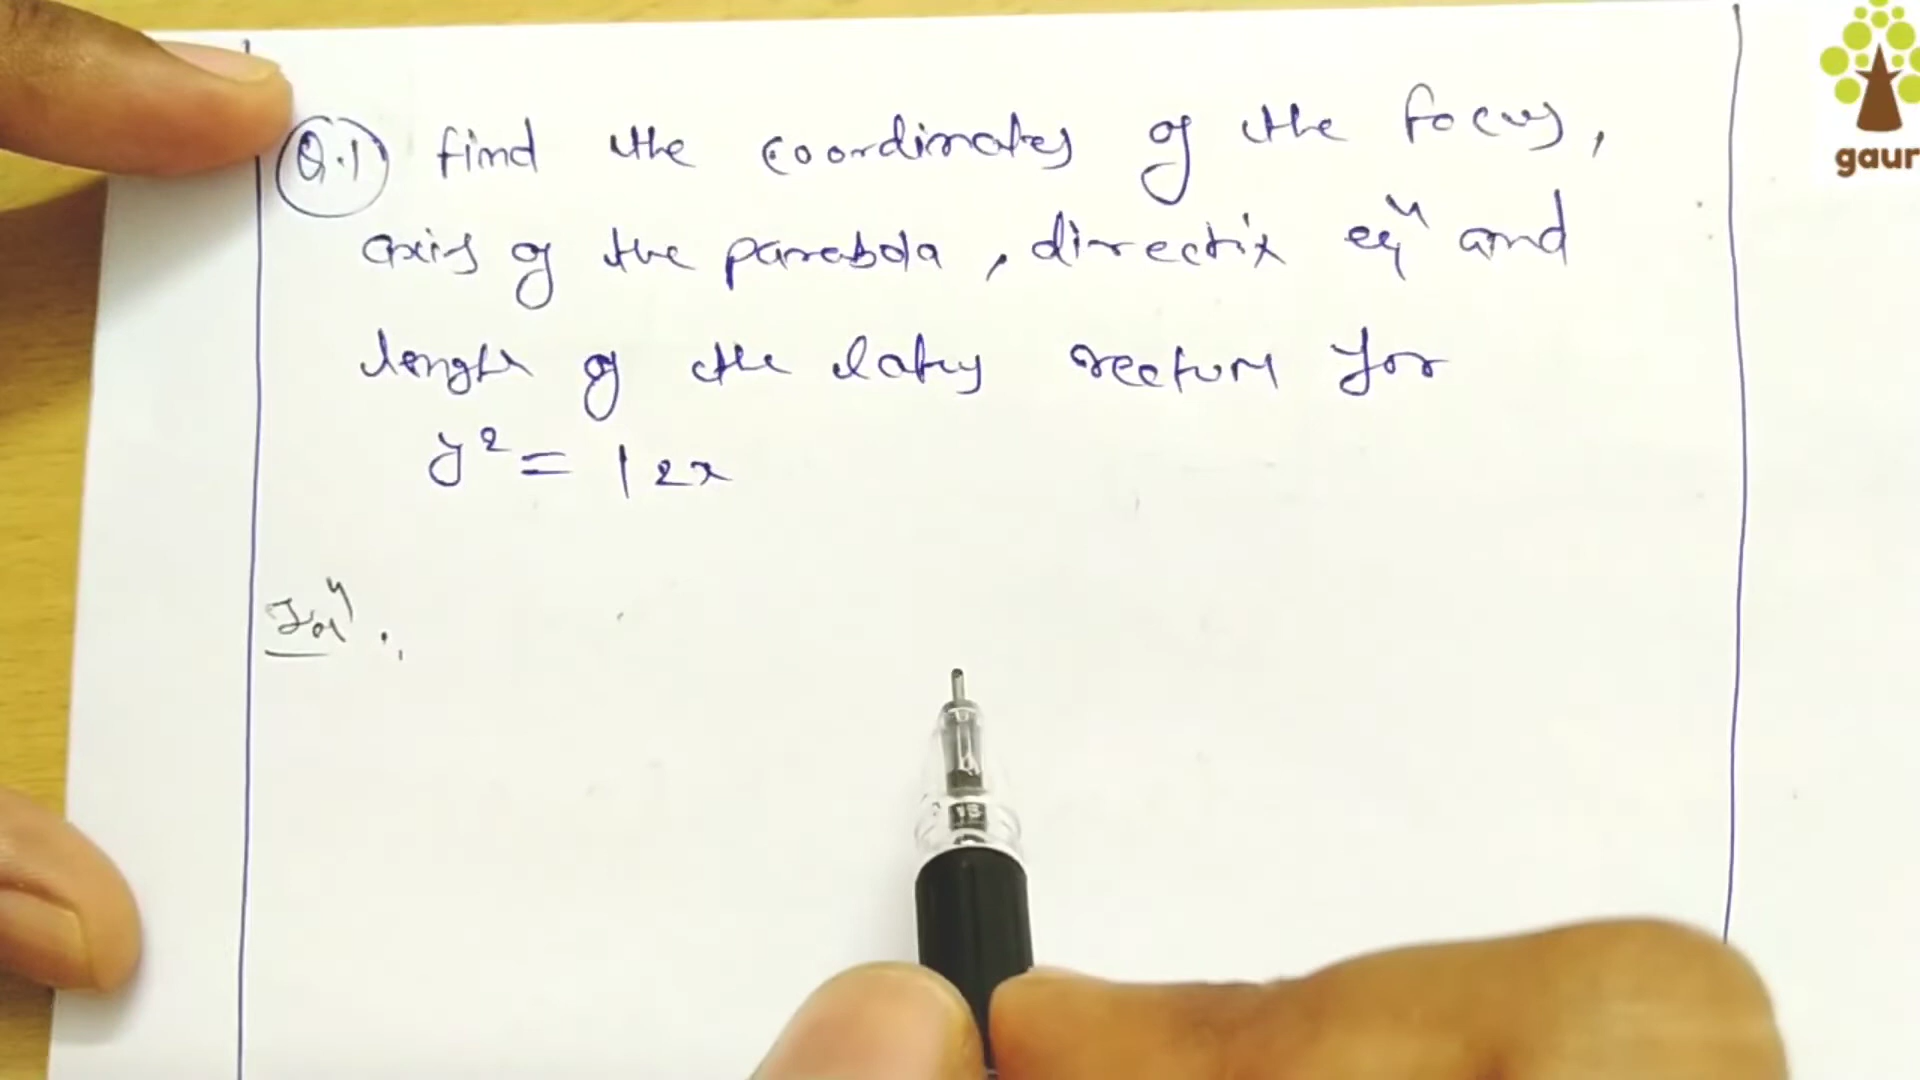 Q.1 find the coordinates of the focus,
axis of the parabola, directrix eqⁿ and
length of the latus rectum for
y² = 12x
Solⁿ:
gaur